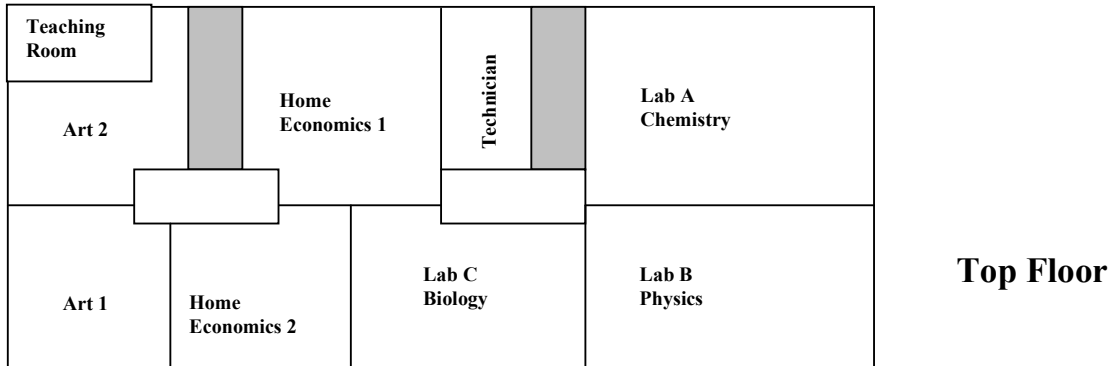 Teaching
Room
Art 2
Home
Economics 1
Technician
Lab A
Chemistry
Art 1
Home
Economics 2
Lab C
Biology
Lab B
Physics
Top Floor